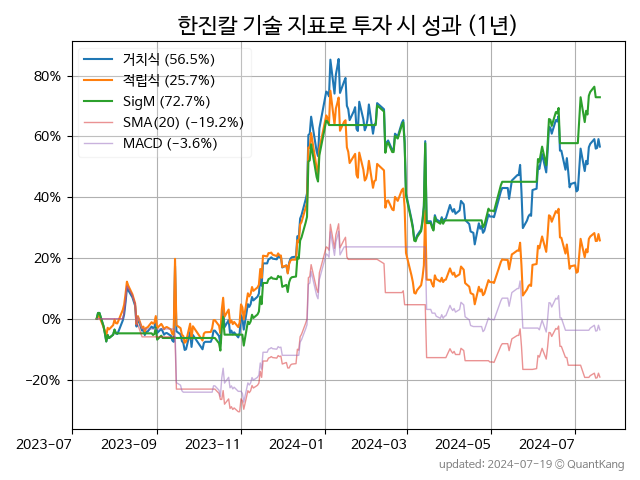 한진칼 기술 지표로 투자 시 성과 (1년)
거치식 (56.5%)
적립식 (25.7%)
SigM (72.7%)
SMA(20) (−19.2%)
MACD (−3.6%)
80%
60%
40%
20%
0%
−20%
2023-07 2023-09 2023-11 2024-01 2024-03 2024-05 2024-07
updated: 2024-07-19 @ QuantKang